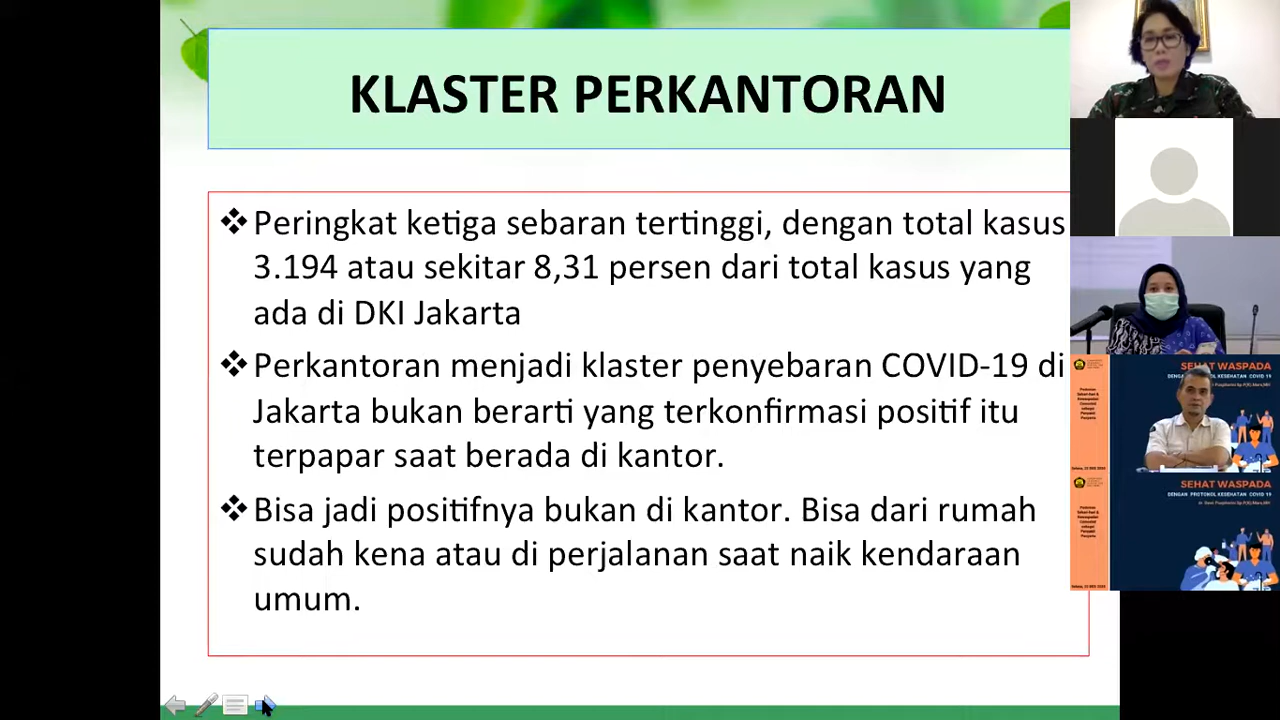 KLASTER PERKANTORAN
❖Peringkat ketiga sebaran tertinggi, dengan total kasus
3.194 atau sekitar 8,31 persen dari total kasus yang
ada di DKI Jakarta
❖Perkantoran menjadi klaster penyebaran COVID-19 di
Jakarta bukan berarti yang terkonfirmasi positif itu
terpapar saat berada di kantor.
❖Bisa jadi positifnya bukan di kantor. Bisa dari rumah
sudah kena atau di perjalanan saat naik kendaraan
umum.
SEHAT WASPADA
SEHAT WASPADA
DENGAN PROTOKOL KESEHATAN COVID 19